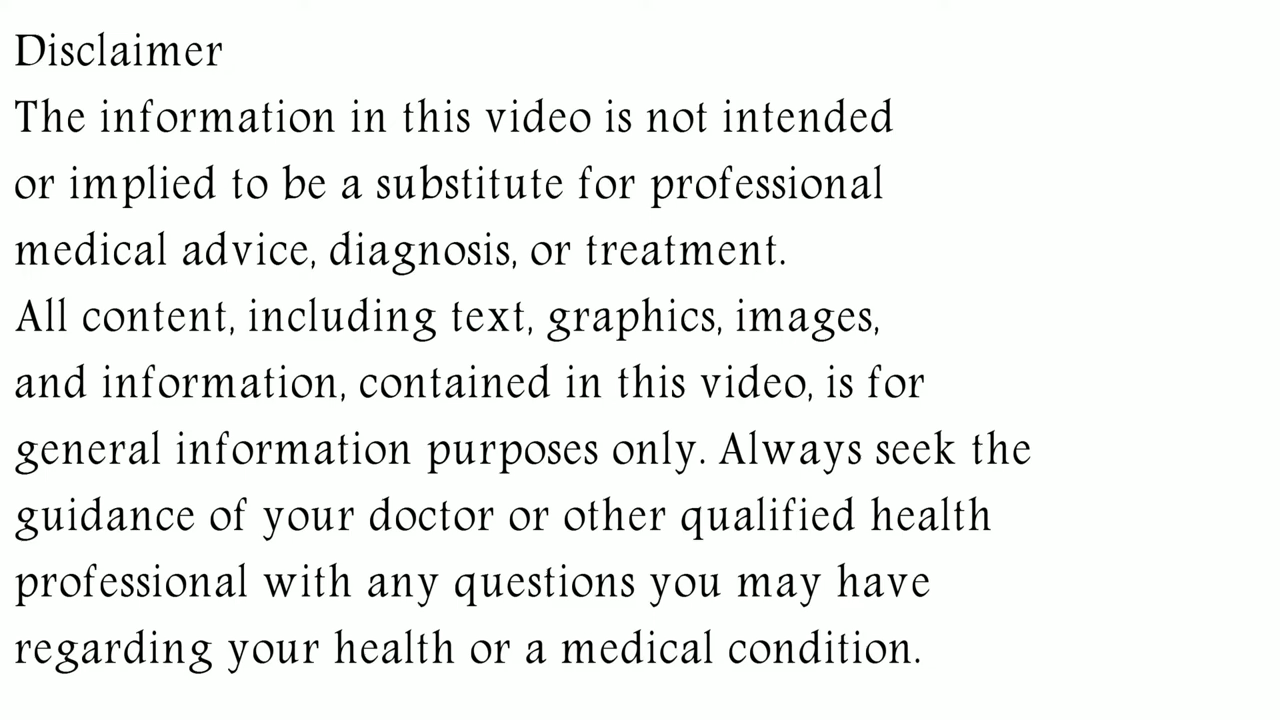 Disclaimer
The information in this video is not intended
or implied to be a substitute for professional
medical advice, diagnosis, or treatment.
All content, including text, graphics, images,
and information, contained in this video, is for
general information purposes only. Always seek the
guidance of your doctor or other qualified health
professional with any questions you may have
regarding your health or a medical condition.